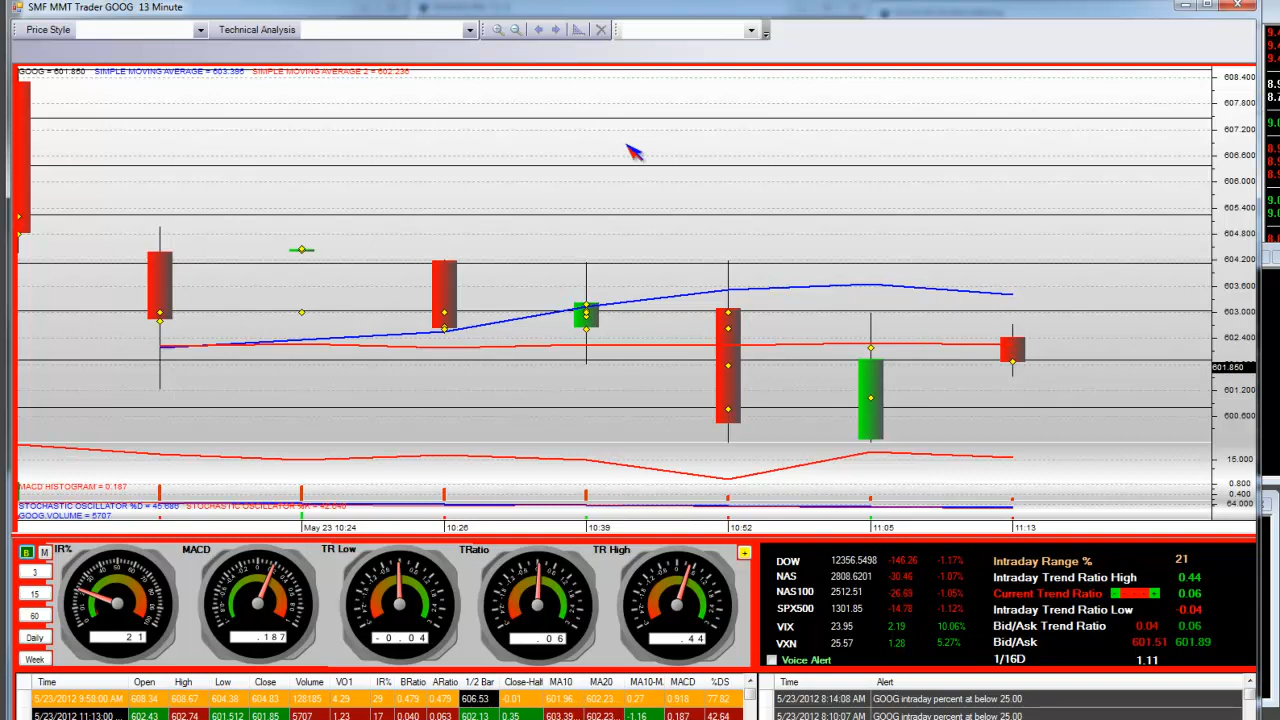 SMF MMT Trader GOOG 13 Minute
Price Style
Technical Analysis
GOOG = 601.850 SIMPLE MOVING AVERAGE = 603.396 SIMPLE MOVING AVERAGE 2 = 602.236
608.400
607.800
607.200
606.600
606.000
605.400
604.800
604.200
603.600
603.000
602.400
601.850
601.200
600.600
15.000
0.800
0.400
64.000
MACD HISTOGRAM = 0.187
STOCHASTIC OSCILLATOR %D = 45.686
GOOG.VOLUME = 5707
May 23 10:24 10:26 10:39 10:52 11:05 11:13
B M IR% MACD TR Low TRatio TR High
3
15
60
Daily
Week
21 .187 -0.04 .06 .44
DOW 12356.5498 -146.26 -1.17%
NAS 2808.6201 -30.46 -1.07%
NAS100 2512.51 -26.69 -1.05%
SPX500 1301.85 -14.78 -1.12%
VIX 23.95 2.19 10.06%
VXN 25.57 1.28 5.27%
Voice Alert
Intraday Range % 21
Intraday Trend Ratio High 0.44
Current Trend Ratio 0.06
Intraday Trend Ratio Low -0.04
Bid/Ask Trend Ratio 0.04 0.06
Bid/Ask 601.51 601.89
1/16D 1.11
Time Open High Low Close Volume VO1 IR% BRatio ARatio 1/2 Bar Close-Half MA10 MA20 MA10-M. MACD %DS
5/23/2012 9:58:00 AM 608.34 608.67 604.38 604.83 128185 4.29 29 0.479 0.479 606.53 -0.01 601.96 602.23 0.27 0.918 77.82
5/23/2012 11:13:00 602.43 602.74 601.512 601.85 5707 1.23 17 0.040 0.063 602.13 0.35 603.39 602.23 -1.16 0.187 42.64
Time Alert
5/23/2012 8:14:08 AM GOOG intraday percent at below 25.00
5/23/2012 8:10:07 AM GOOG intraday percent at below 25.00